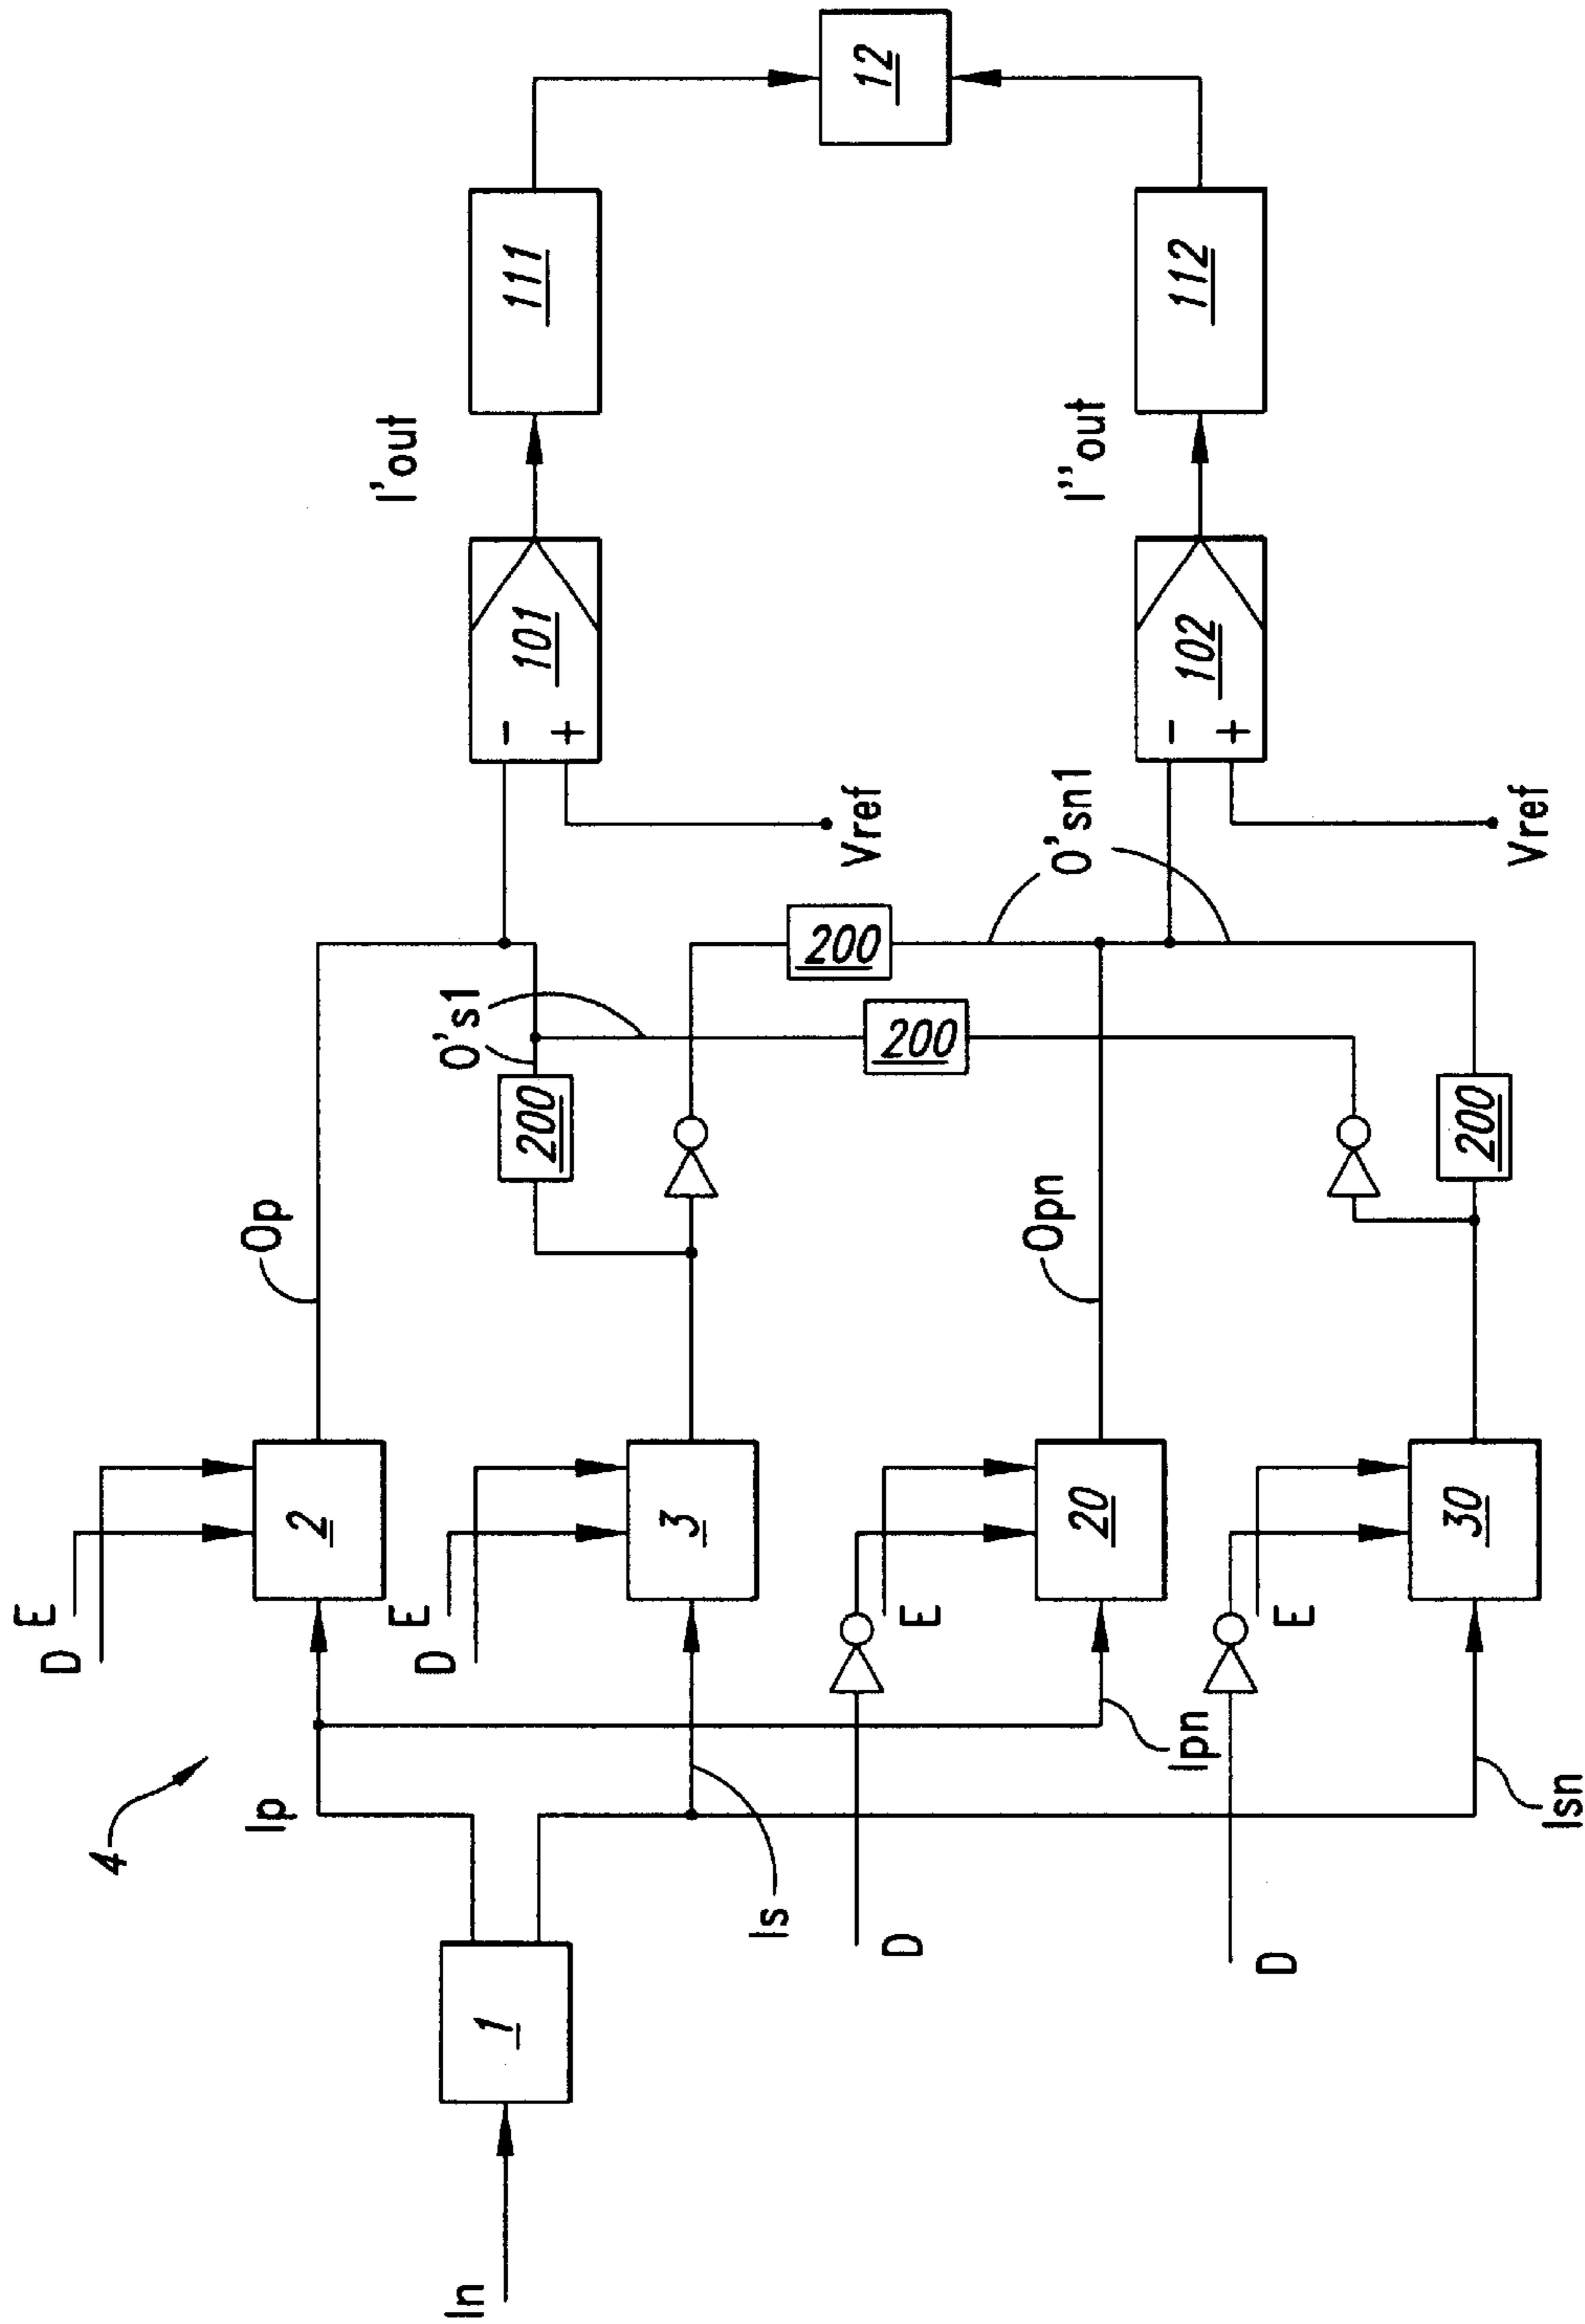 In
1
4
Ip
Is
D
E
2
D
E
3
D
E
20
Ipn
D
E
30
Isn
Op
200
O's1
200
200
Opn
200
O'sn1
- + 101
Vref
I'out
111
- + 102
Vref
I''out
112
12